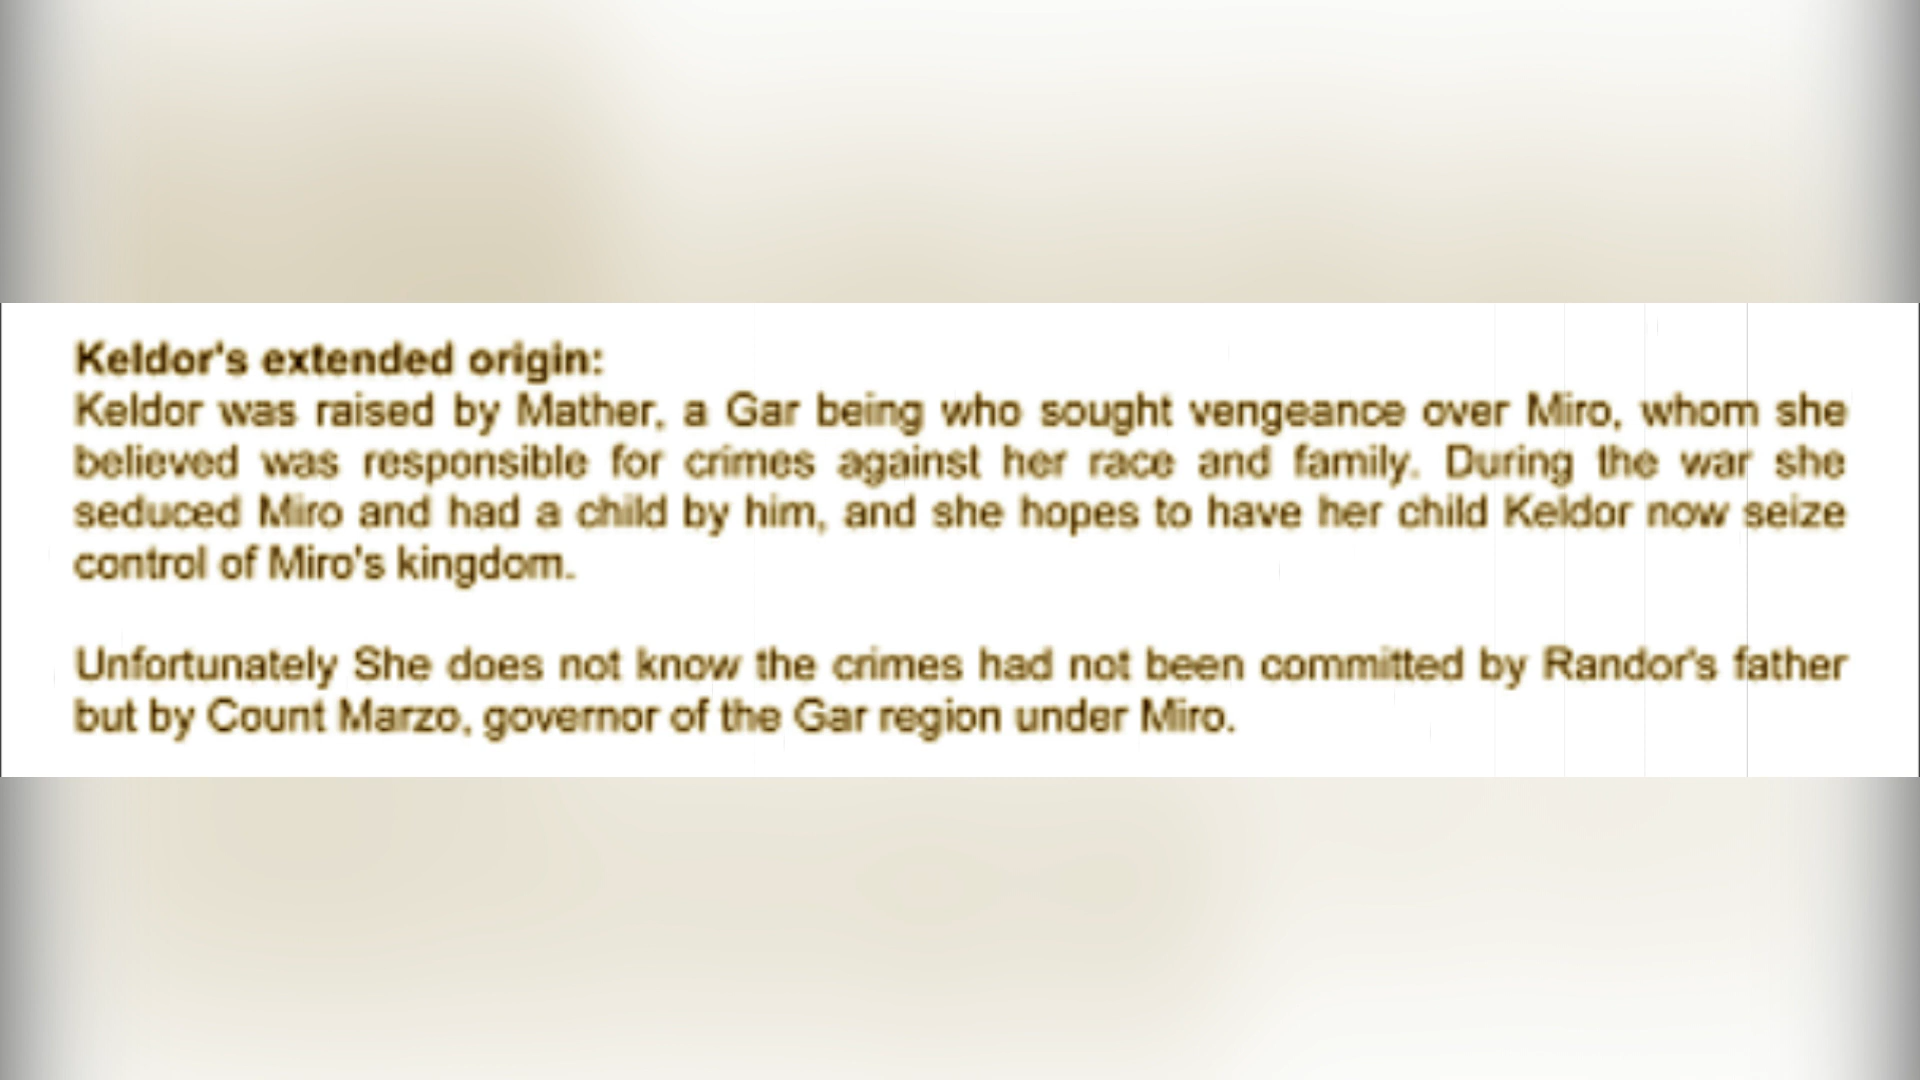 Keldor's extended origin:
Keldor was raised by Mather, a Gar being who sought vengeance over Miro, whom she
believed was responsible for crimes against her race and family. During the war she
seduced Miro and had a child by him, and she hopes to have her child Keldor now seize
control of Miro's kingdom.
Unfortunately She does not know the crimes had not been committed by Randor's father
but by Count Marzo, governor of the Gar region under Miro.